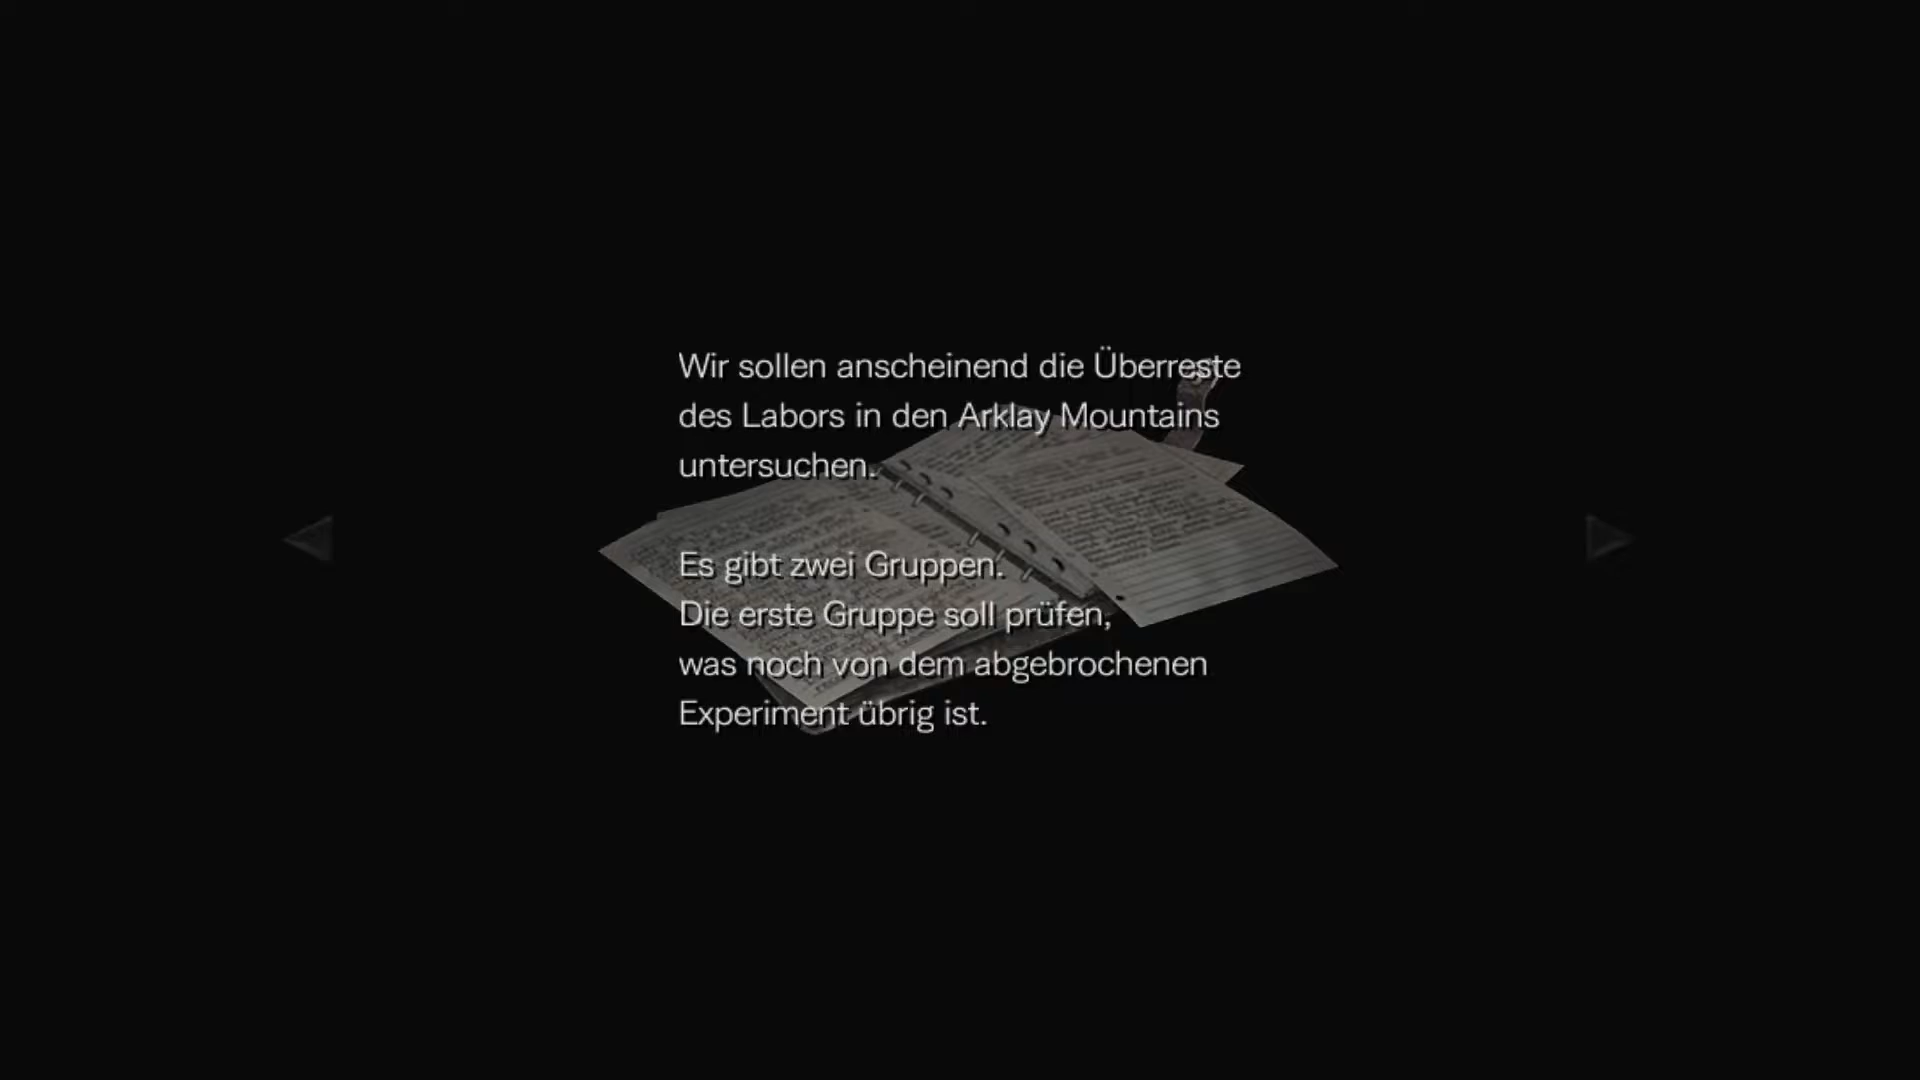 Wir sollen anscheinend die Überreste
des Labors in den Arklay Mountains
untersuchen.
Es gibt zwei Gruppen.
Die erste Gruppe soll prüfen,
was noch von dem abgebrochenen
Experiment übrig ist.